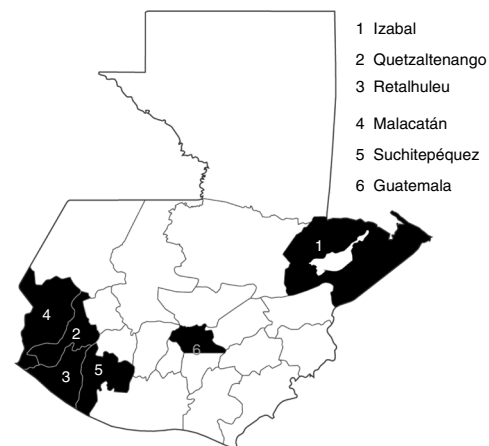 1 Izabal
2 Quetzaltenango
3 Retalhuleu
4 Malacatán
5 Suchitepéquez
6 Guatemala
1
4
2
6
5
3